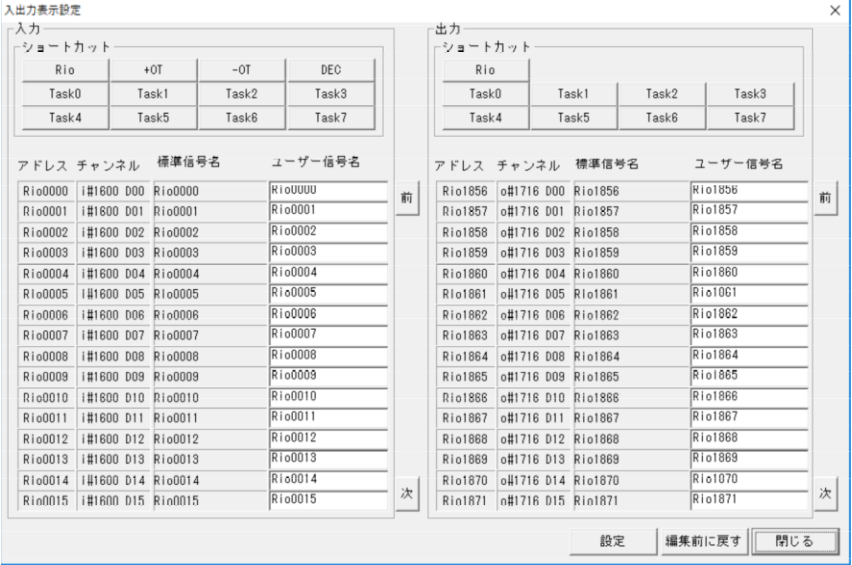 入出力表示設定
入力
ショートカット
Rio +OT -OT DEC
Task0 Task1 Task2 Task3
Task4 Task5 Task6 Task7
アドレス チャンネル 標準信号名 ユーザー信号名
Rio0000 i#1600 D00 Rio0000 Rio0000
Rio0001 i#1600 D01 Rio0001 Rio0001
Rio0002 i#1600 D02 Rio0002 Rio0002
Rio0003 i#1600 D03 Rio0003 Rio0003
Rio0004 i#1600 D04 Rio0004 Rio0004
Rio0005 i#1600 D05 Rio0005 Rio0005
Rio0006 i#1600 D06 Rio0006 Rio0006
Rio0007 i#1600 D07 Rio0007 Rio0007
Rio0008 i#1600 D08 Rio0008 Rio0008
Rio0009 i#1600 D09 Rio0009 Rio0009
Rio0010 i#1600 D10 Rio0010 Rio0010
Rio0011 i#1600 D11 Rio0011 Rio0011
Rio0012 i#1600 D12 Rio0012 Rio0012
Rio0013 i#1600 D13 Rio0013 Rio0013
Rio0014 i#1600 D14 Rio0014 Rio0014
Rio0015 i#1600 D15 Rio0015 Rio0015
前
次
出力
ショートカット
Rio
Task0 Task1 Task2 Task3
Task4 Task5 Task6 Task7
アドレス チャンネル 標準信号名 ユーザー信号名
Rio1856 o#1716 D00 Rio1856 Rio1856
Rio1857 o#1716 D01 Rio1857 Rio1857
Rio1858 o#1716 D02 Rio1858 Rio1858
Rio1859 o#1716 D03 Rio1859 Rio1859
Rio1860 o#1716 D04 Rio1860 Rio1860
Rio1861 o#1716 D05 Rio1861 Rio1861
Rio1862 o#1716 D06 Rio1862 Rio1862
Rio1863 o#1716 D07 Rio1863 Rio1863
Rio1864 o#1716 D08 Rio1864 Rio1864
Rio1865 o#1716 D09 Rio1865 Rio1865
Rio1866 o#1716 D10 Rio1866 Rio1866
Rio1867 o#1716 D11 Rio1867 Rio1867
Rio1868 o#1716 D12 Rio1868 Rio1868
Rio1869 o#1716 D13 Rio1869 Rio1869
Rio1870 o#1716 D14 Rio1870 Rio1870
Rio1871 o#1716 D15 Rio1871 Rio1871
前
次
設定 編集前に戻す 閉じる